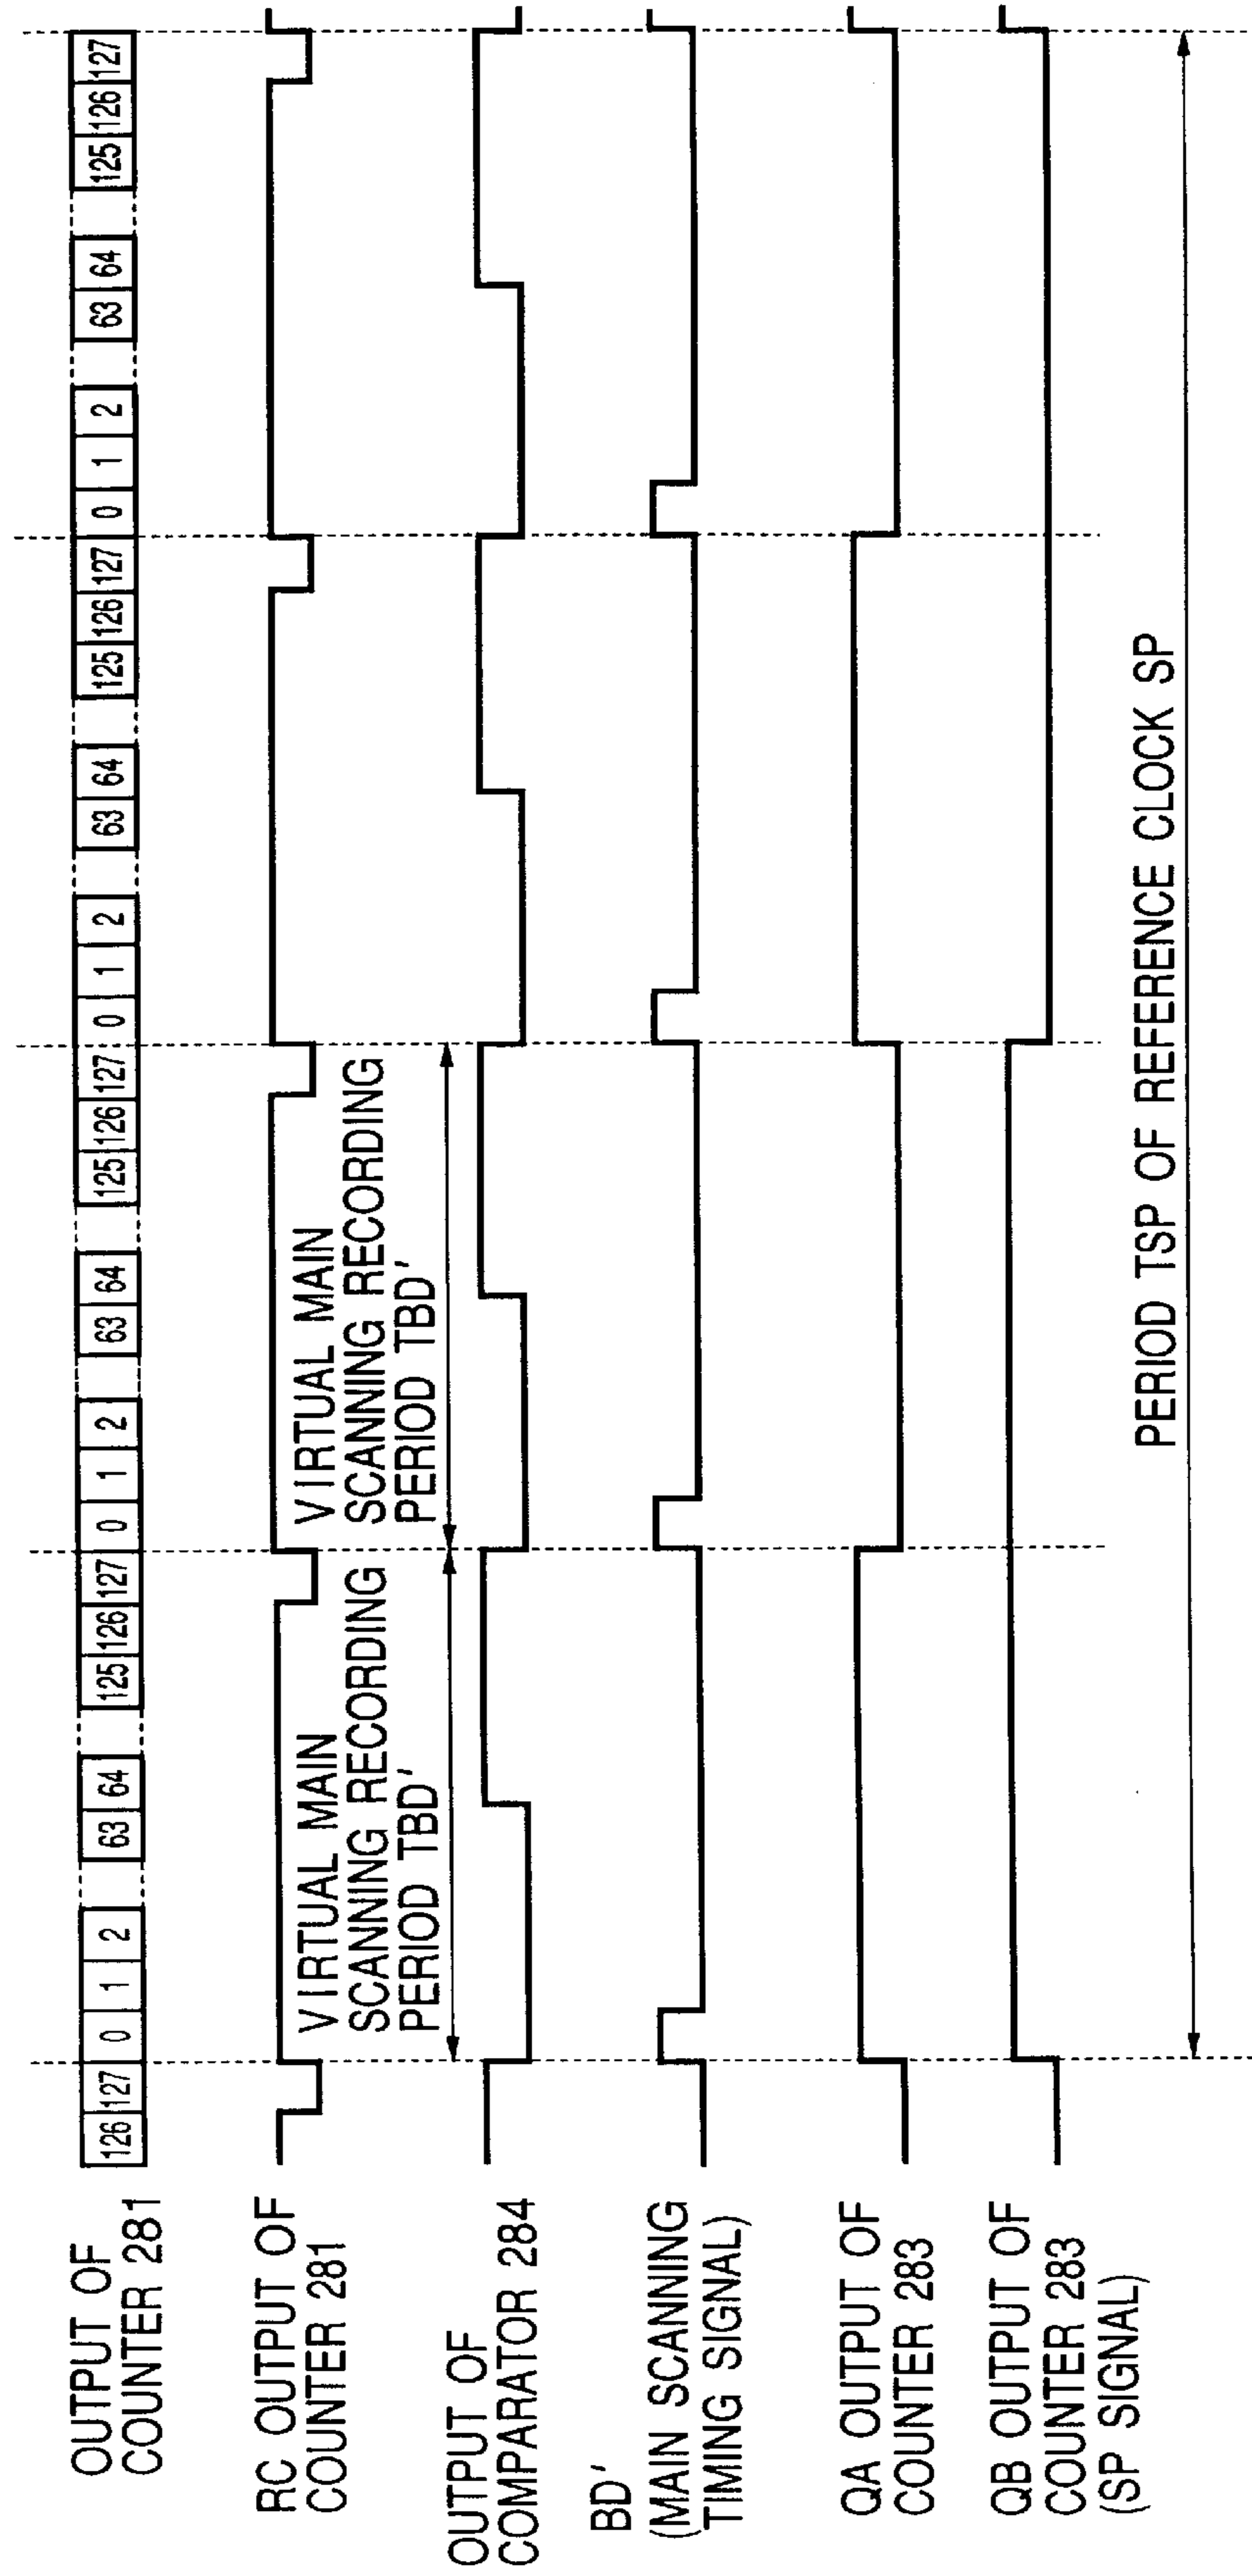 OUTPUT OF
COUNTER 281
126 127 0 1 2 63 64 125 126 127 0 1 2 63 64 125 126 127 0 1 2 63 64 125 126 127 0 1 2 63 64 125 126 127
RC OUTPUT OF
COUNTER 281
VIRTUAL MAIN
SCANNING RECORDING
PERIOD TBD'
VIRTUAL MAIN
SCANNING RECORDING
PERIOD TBD'
OUTPUT OF
COMPARATOR 284
BD'
(MAIN SCANNING
TIMING SIGNAL)
QA OUTPUT OF
COUNTER 283
QB OUTPUT OF
COUNTER 283
(SP SIGNAL)
PERIOD TSP OF REFERENCE CLOCK SP